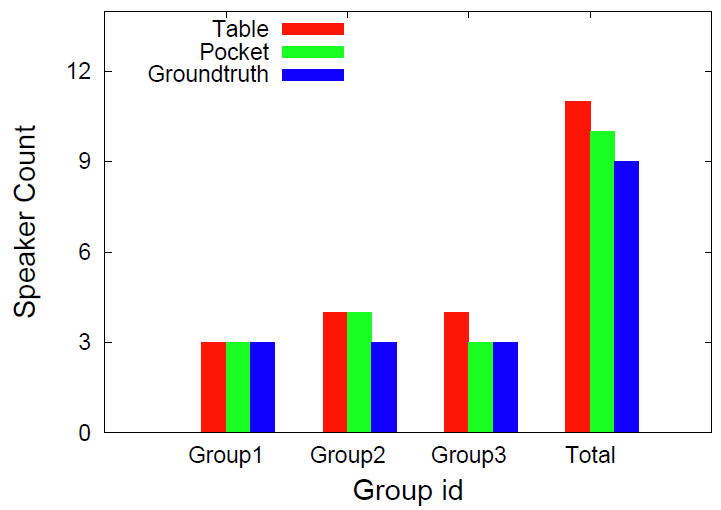 Table
Pocket
Groundtruth
12
9
6
3
0
Speaker Count
Group1 Group2 Group3 Total
Group id